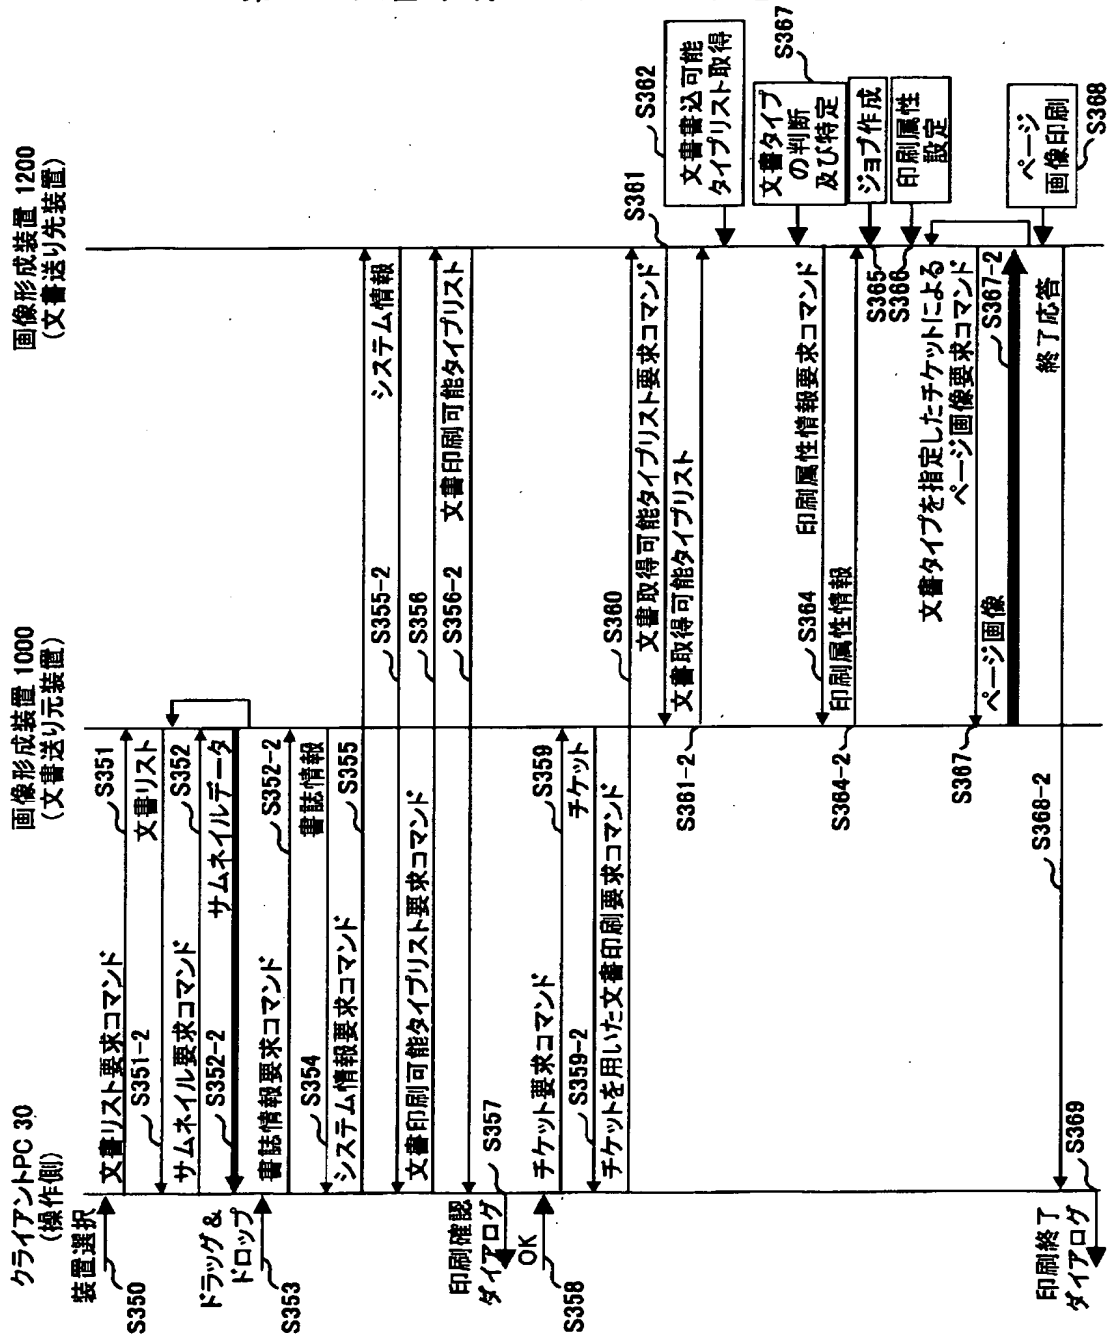 クライアントPC 30
(操作側)
画像形成装置 1000
(文書送り元装置)
画像形成装置 1200
(文書送り先装置)
装置選択
S350
文書リスト要求コマンド
S351
S351-2
文書リスト
サムネイル要求コマンド
S352
S352-2
サムネイルデータ
ドラッグ&
ドロップ
S353
書誌情報要求コマンド
S352-2
S354
書誌情報
システム情報要求コマンド
S355
S355-2
システム情報
文書印刷可能タイプリスト要求コマンド
S356
S356-2
文書印刷可能タイプリスト
印刷確認
ダイアログ
S357
OK
S358
チケット要求コマンド
S359
S359-2
チケット
チケットを用いた文書印刷要求コマンド
S360
文書取得可能タイプリスト要求コマンド
S361
文書取得可能タイプリスト
S361-2
S362
文書書込可能
タイプリスト取得
S367
文書タイプ
の判断
及び特定
S364
印刷属性情報要求コマンド
印刷属性情報
S364-2
ジョブ作成
S365
印刷属性
設定
S366
文書タイプを指定したチケットによる
ページ画像要求コマンド
S367
ページ画像
S367-2
ページ
画像印刷
S368
終了応答
S368-2
印刷終了
ダイアログ
S369